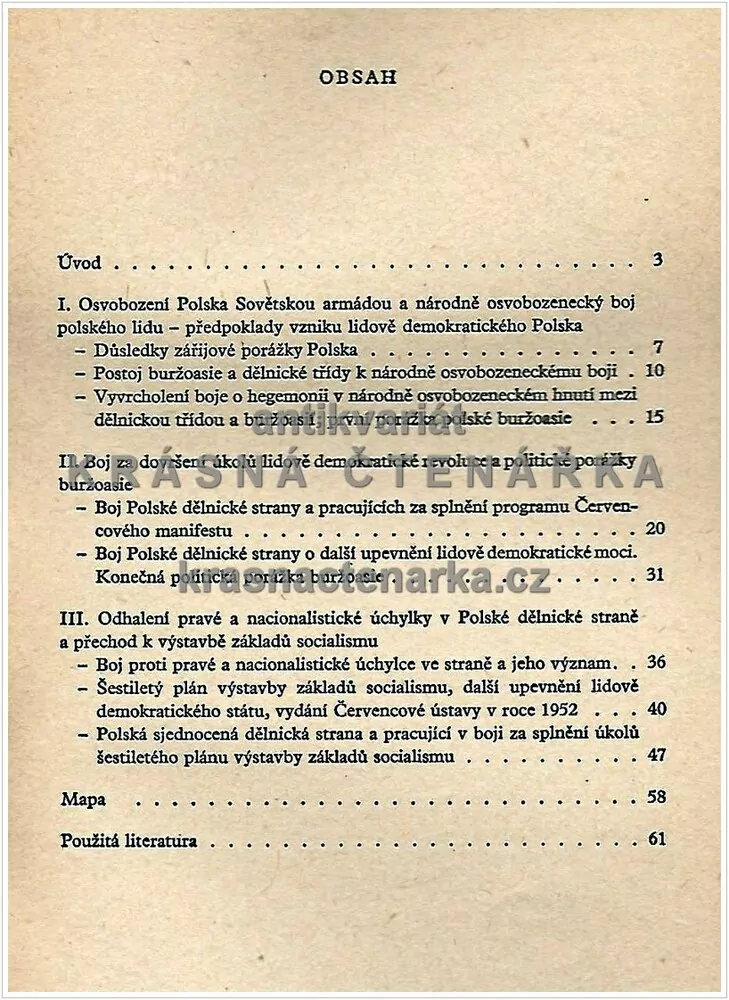 OBSAH
Úvod . . . . . . . . . . . . . . . . . . . . . . . . . . . . . 3
I. Osvobození Polska Sovětskou armádou a národně osvobozenecký boj
polského lidu – předpoklady vzniku lidově demokratického Polska
– Důsledky zářijové porážky Polska . . . . . . . . . . . . . . . 7
– Postoj buržoasie a dělnické třídy k národně osvobozeneckému boji . 10
– Vyvrcholení boje o hegemonii v národně osvobozeneckém hnutí mezi
dělnickou třídou a buržoasií; první porážka polské buržoasie . . . 15
antikvariát
II. Boj za dovršení úkolů lidově demokratické revoluce a politické porážky
KRÁSNÁ ČTENÁŘKA
buržoasie
– Boj Polské dělnické strany a pracujících za splnění programu Červen-
cového manifestu . . . . . . . . . . . . . . . . . . . . . . 20
– Boj Polské dělnické strany o další upevnění lidově demokratické moci.
Konečná politická porážka buržoasie . . . . . . . . . . . . . . 31
krasnactenarka.cz
III. Odhalení pravé a nacionalistické úchylky v Polské dělnické straně
a přechod k výstavbě základů socialismu
– Boj proti pravé a nacionalistické úchylce ve straně a jeho význam. . 36
– Šestiletý plán výstavby základů socialismu, další upevnění lidově
demokratického státu, vydání Červencové ústavy v roce 1952 . . . 40
– Polská sjednocená dělnická strana a pracující v boji za splnění úkolů
šestiletého plánu výstavby základů socialismu . . . . . . . . . . 47
Mapa . . . . . . . . . . . . . . . . . . . . . . . . . . . . 58
Použitá literatura . . . . . . . . . . . . . . . . . . . . . . . . 61